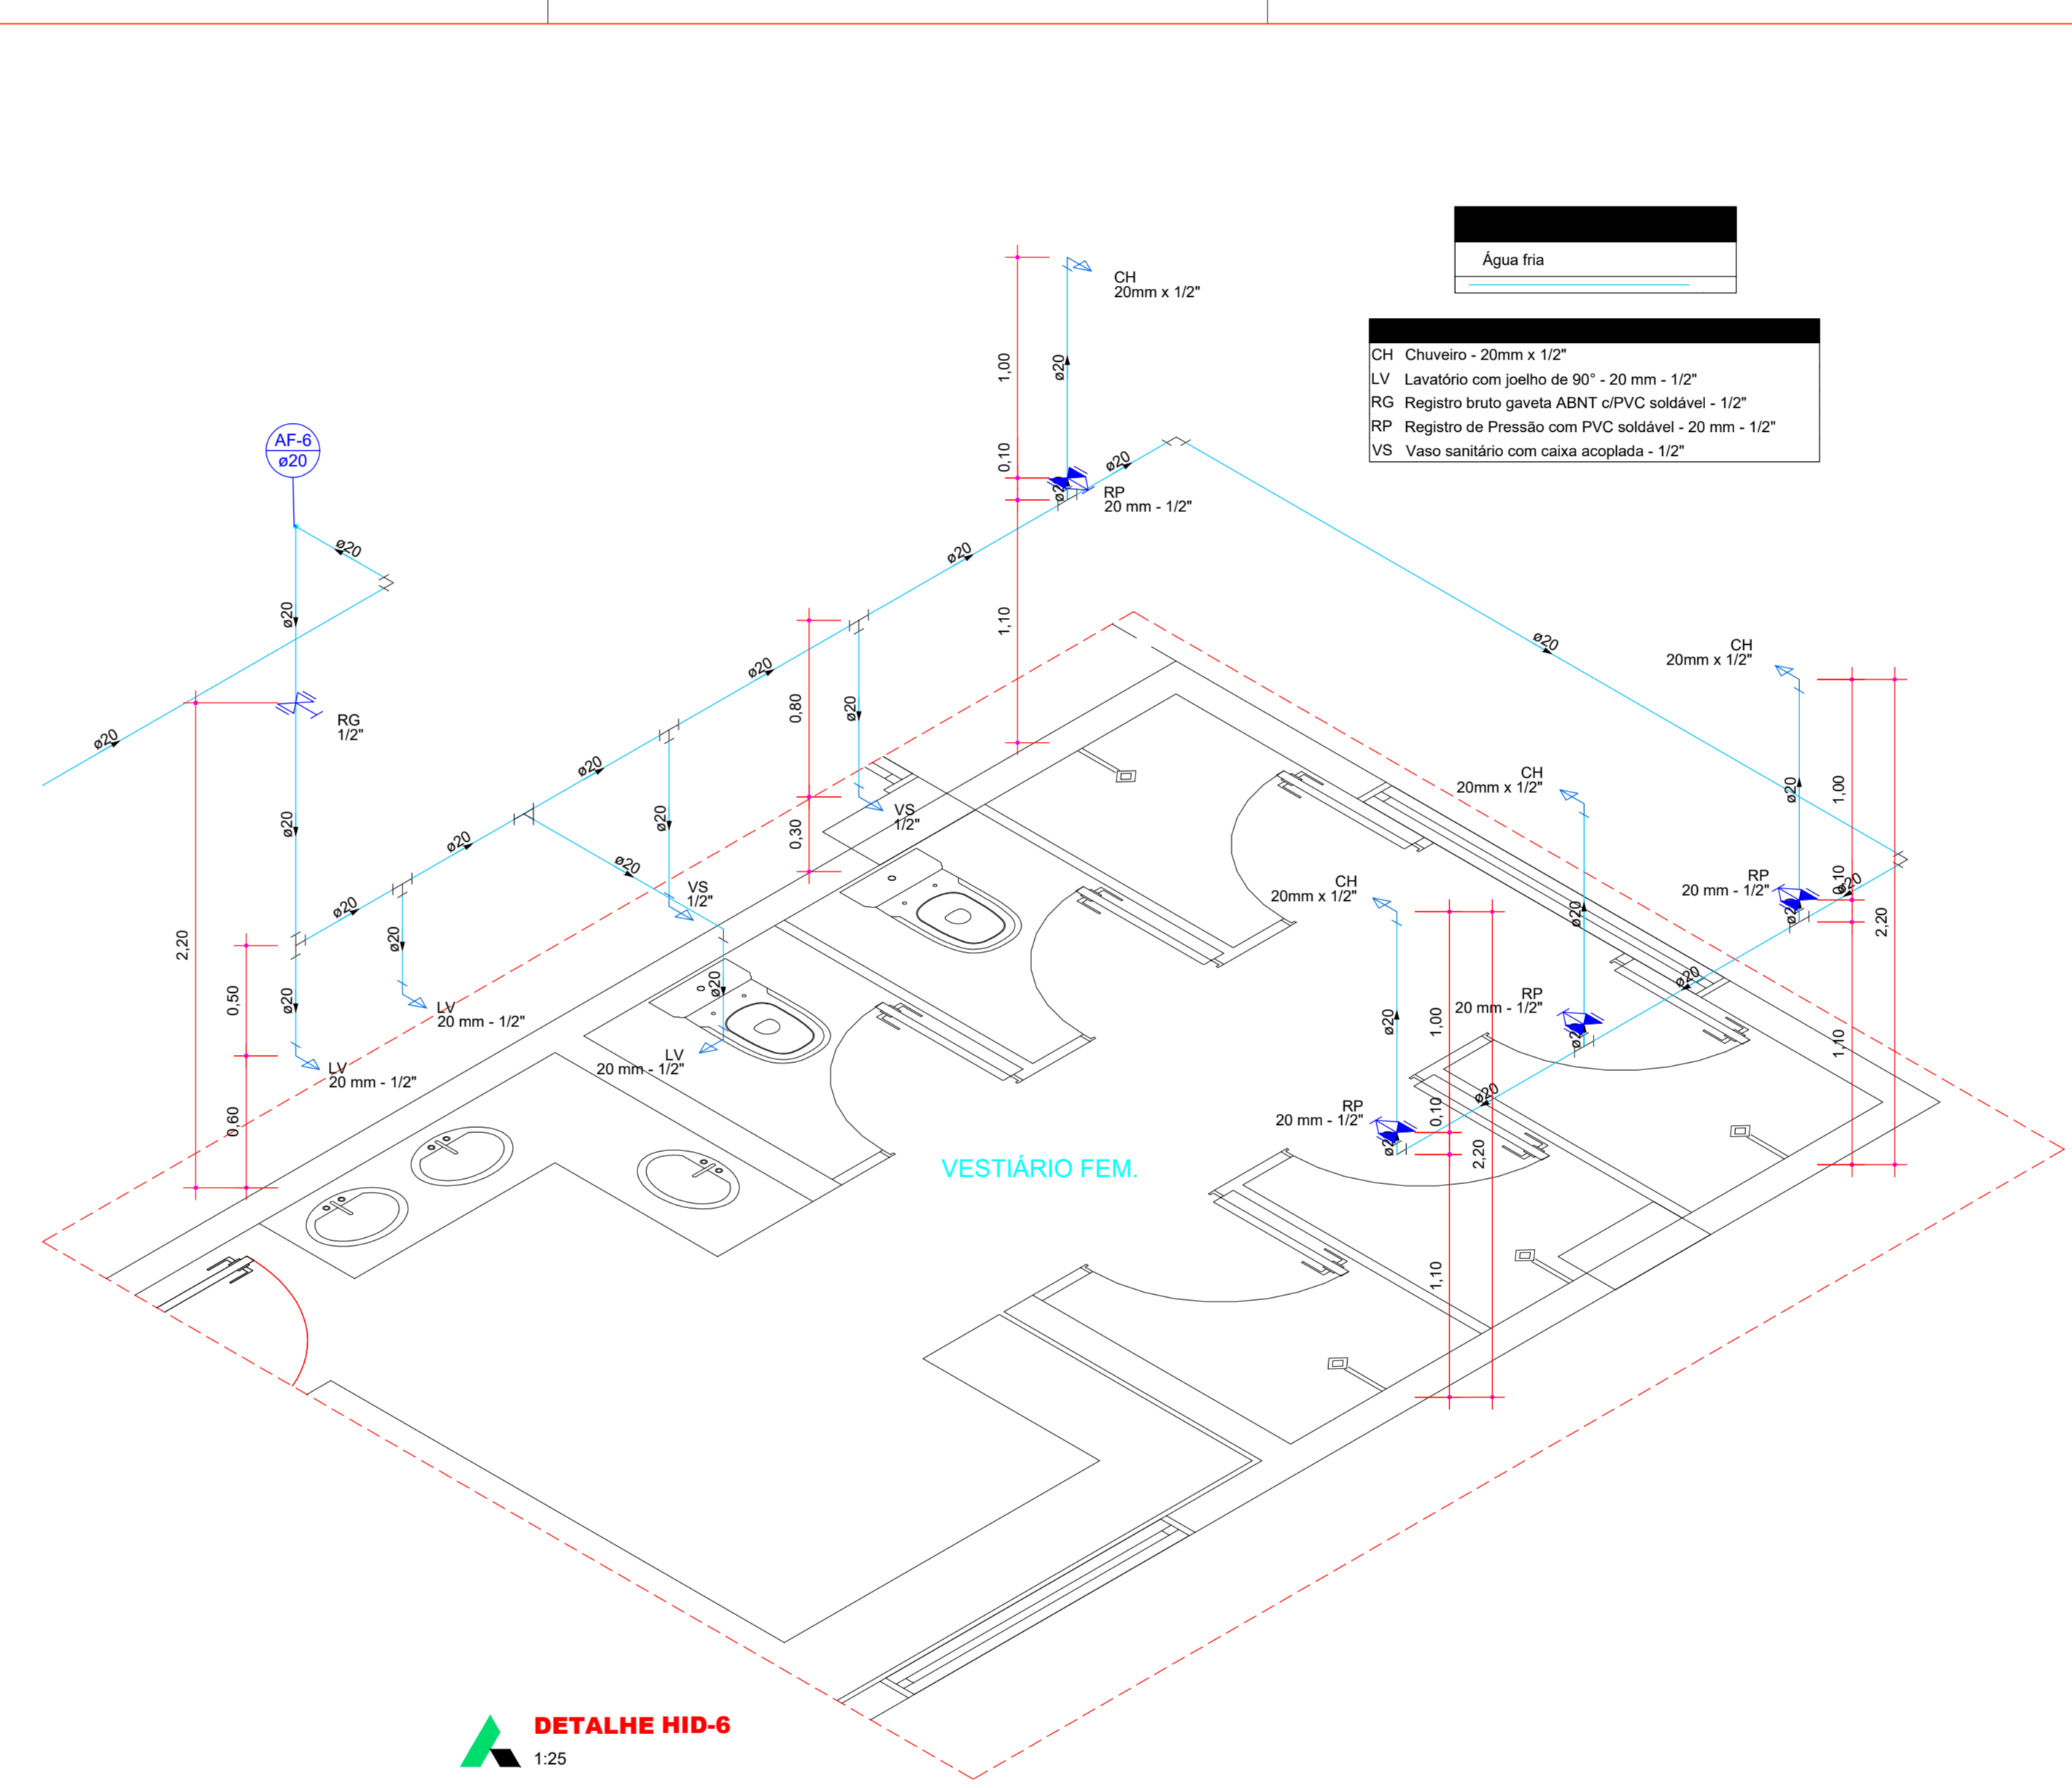 Água fria
CH Chuveiro - 20mm x 1/2"
LV Lavatório com joelho de 90° - 20 mm - 1/2"
RG Registro bruto gaveta ABNT c/PVC soldável - 1/2"
RP Registro de Pressão com PVC soldável - 20 mm - 1/2"
VS Vaso sanitário com caixa acoplada - 1/2"
CH
20mm x 1/2"
1,00
ø20
0,10
ø20
RP
20 mm - 1/2"
1,10
AF-6
ø20
ø20
ø20
ø20
RG
1/2"
2,20
ø20
ø20
ø20
0,80
ø20
0,30
VS
1/2"
ø20
ø20
ø20
VS
1/2"
ø20
ø20
ø20
LV
20 mm - 1/2"
0,50
ø20
LV
20 mm - 1/2"
0,60
ø20
LV
20 mm - 1/2"
ø20
CH
20mm x 1/2"
ø20
1,00
0,10
ø20
RP
20 mm - 1/2"
2,20
1,10
CH
20mm x 1/2"
ø20
ø20
RP
20 mm - 1/2"
CH
20mm x 1/2"
ø20
1,00
ø20
RP
20 mm - 1/2"
0,10
2,20
1,10
VESTIÁRIO FEM.
DETALHE HID-6
1:25